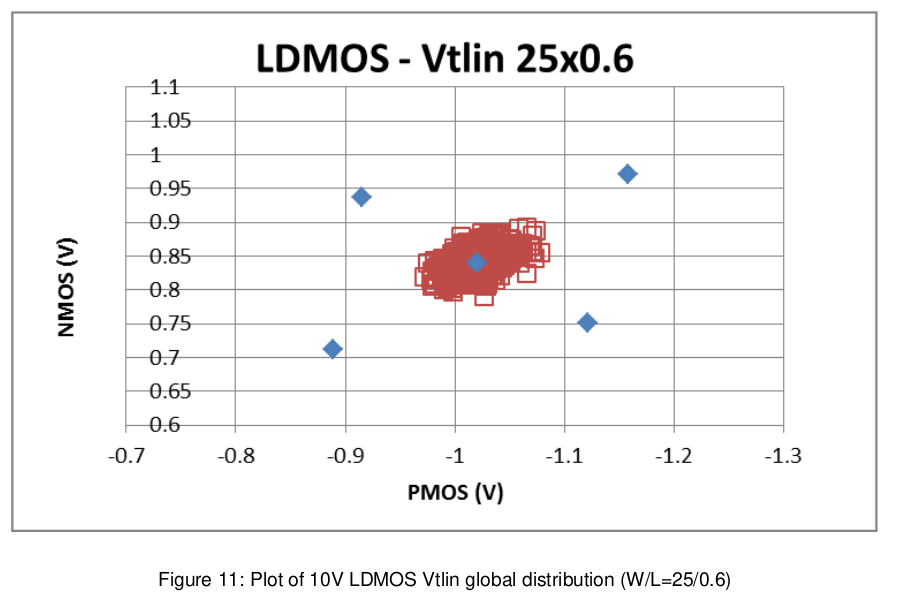 LDMOS - Vtlin 25x0.6
1.1
1.05
1
0.95
0.9
0.85
0.8
0.75
0.7
0.65
0.6
NMOS (V)
-0.7 -0.8 -0.9 -1 -1.1 -1.2 -1.3
PMOS (V)
Figure 11: Plot of 10V LDMOS Vtlin global distribution (W/L=25/0.6)